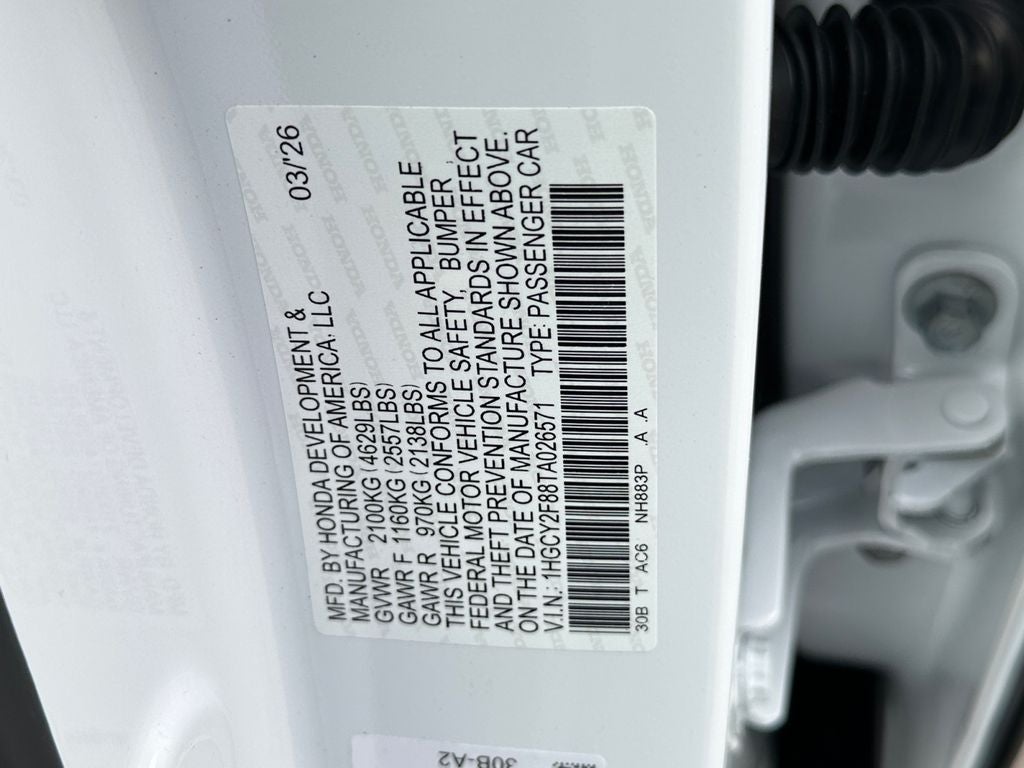 MFD. BY HONDA DEVELOPMENT & 03/'26
MANUFACTURING OF AMERICA, LLC
GVWR 2100KG (4629LBS)
GAWR F 1160KG (2557LBS)
GAWR R 970KG (2138LBS)
THIS VEHICLE CONFORMS TO ALL APPLICABLE
FEDERAL MOTOR VEHICLE SAFETY, BUMPER,
AND THEFT PREVENTION STANDARDS IN EFFECT
ON THE DATE OF MANUFACTURE SHOWN ABOVE.
V.I.N.: 1HGCY2F88TA026571 TYPE: PASSENGER CAR
30B T AC6 NH883P .A .A
30B-A2